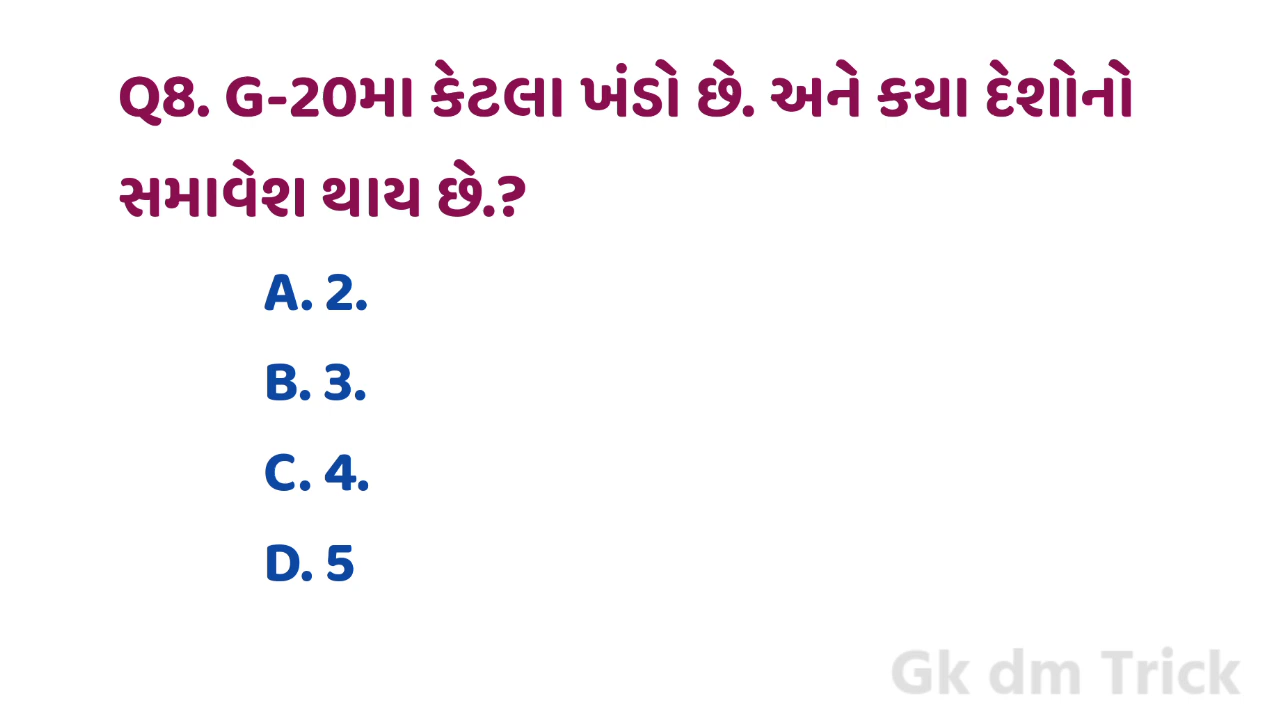 Q8. G-20મા કેટલા ખંડો છે. અને કયા દેશોનો
સમાવેશ થાય છે.?
A. 2.
B. 3.
C. 4.
D. 5
Gk dm Trick